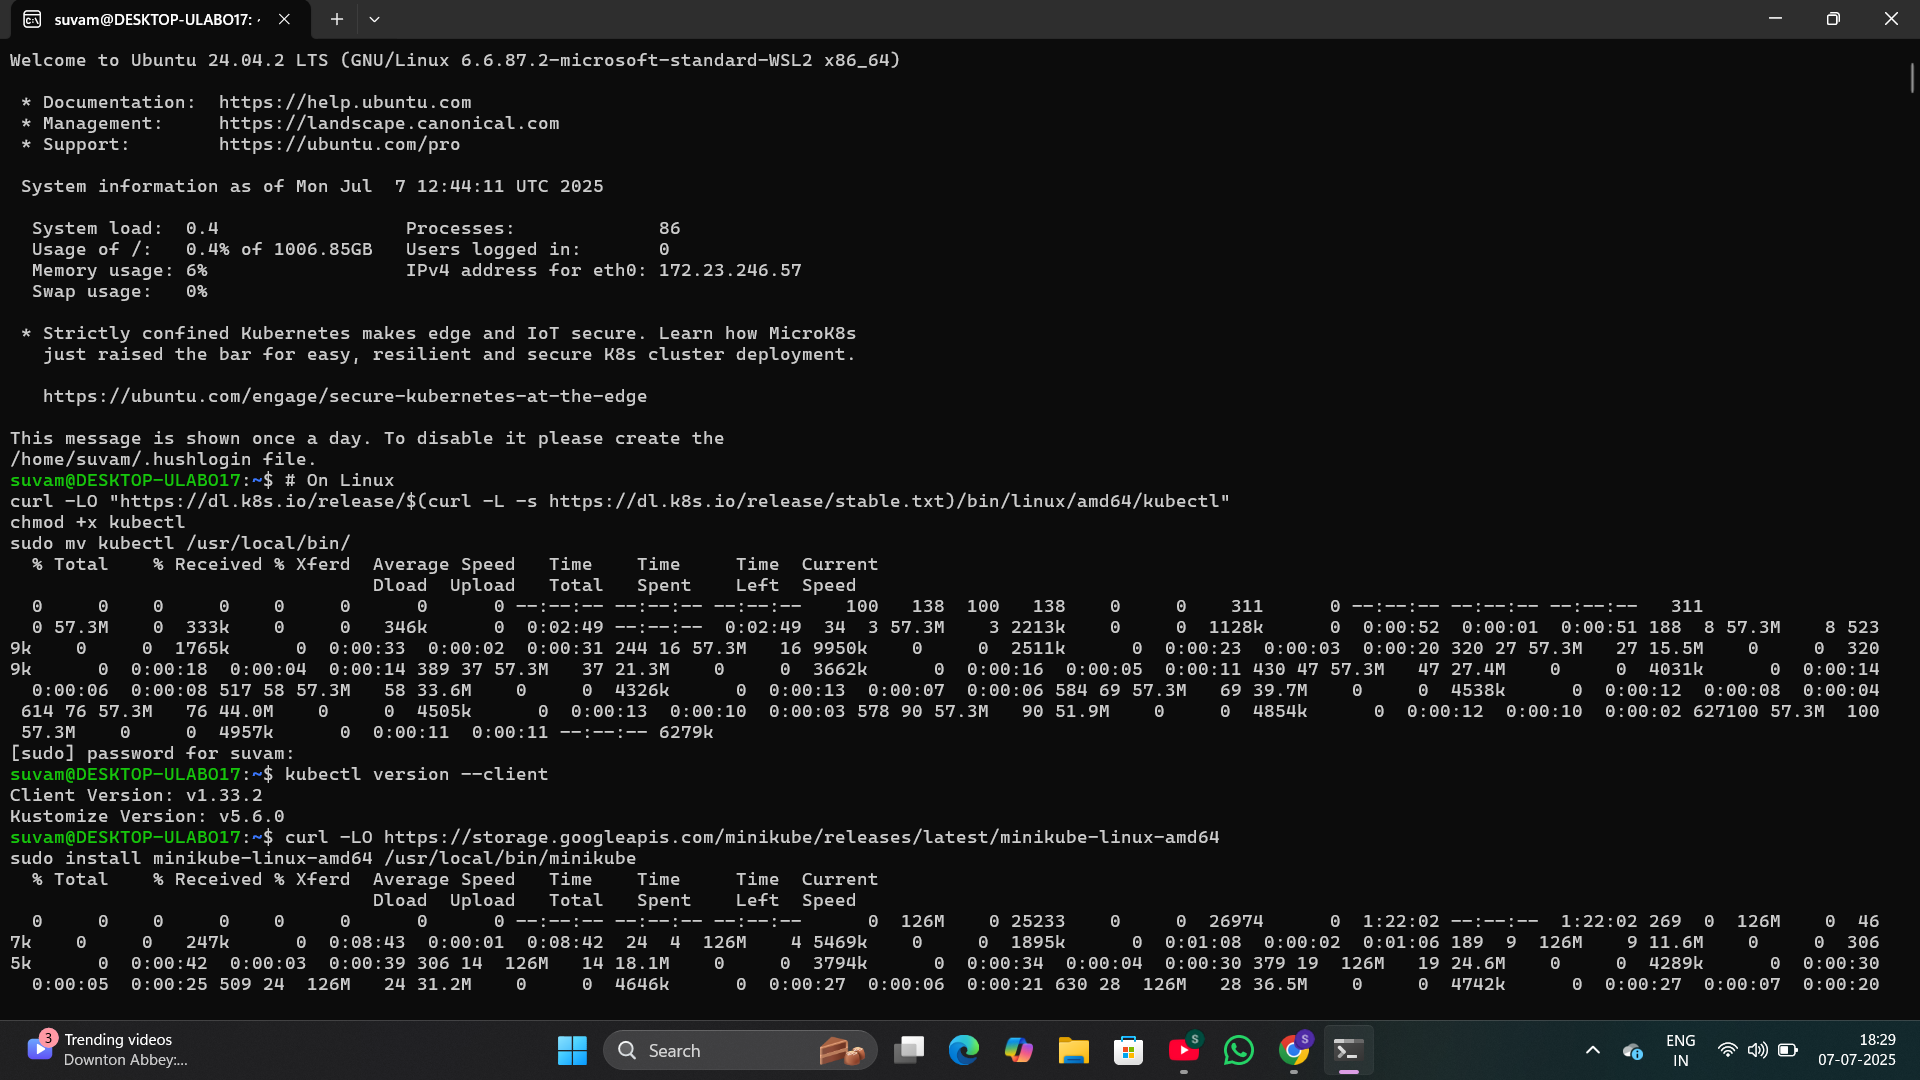 suvam@DESKTOP-ULABO17: ~
Welcome to Ubuntu 24.04.2 LTS (GNU/Linux 6.6.87.2-microsoft-standard-WSL2 x86_64)
* Documentation:  https://help.ubuntu.com
* Management:     https://landscape.canonical.com
* Support:        https://ubuntu.com/pro
System information as of Mon Jul  7 12:44:11 UTC 2025
System load:  0.4                 Processes:             86
Usage of /:   0.4% of 1006.85GB   Users logged in:       0
Memory usage: 6%                  IPv4 address for eth0: 172.23.246.57
Swap usage:   0%
* Strictly confined Kubernetes makes edge and IoT secure. Learn how MicroK8s
just raised the bar for easy, resilient and secure K8s cluster deployment.
https://ubuntu.com/engage/secure-kubernetes-at-the-edge
This message is shown once a day. To disable it please create the
/home/suvam/.hushlogin file.
suvam@DESKTOP-ULABO17:~$ # On Linux
curl -LO "https://dl.k8s.io/release/$(curl -L -s https://dl.k8s.io/release/stable.txt)/bin/linux/amd64/kubectl"
chmod +x kubectl
sudo mv kubectl /usr/local/bin/
% Total    % Received % Xferd  Average Speed   Time    Time     Time  Current
Dload  Upload   Total   Spent    Left  Speed
0     0    0     0    0     0      0      0 --:--:-- --:--:-- --:--:--    100   138  100   138    0     0    311      0 --:--:-- --:--:-- --:--:--   311
0 57.3M    0  333k    0     0   346k      0  0:02:49 --:--:--  0:02:49  34  3 57.3M    3 2213k    0     0  1128k      0  0:00:52  0:00:01  0:00:51 188  8 57.3M    8 523
9k    0     0  1765k      0  0:00:33  0:00:02  0:00:31 244 16 57.3M   16 9950k    0     0  2511k      0  0:00:23  0:00:03  0:00:20 320 27 57.3M   27 15.5M    0     0  320
9k      0  0:00:18  0:00:04  0:00:14 389 37 57.3M   37 21.3M    0     0  3662k      0  0:00:16  0:00:05  0:00:11 430 47 57.3M   47 27.4M    0     0  4031k      0  0:00:14
0:00:06  0:00:08 517 58 57.3M   58 33.6M    0     0  4326k      0  0:00:13  0:00:07  0:00:06 584 69 57.3M   69 39.7M    0     0  4538k      0  0:00:12  0:00:08  0:00:04
614 76 57.3M   76 44.0M    0     0  4505k      0  0:00:13  0:00:10  0:00:03 578 90 57.3M   90 51.9M    0     0  4854k      0  0:00:12  0:00:10  0:00:02 627100 57.3M  100
57.3M    0     0  4957k      0  0:00:11  0:00:11 --:--:-- 6279k
[sudo] password for suvam:
suvam@DESKTOP-ULABO17:~$ kubectl version --client
Client Version: v1.33.2
Kustomize Version: v5.6.0
suvam@DESKTOP-ULABO17:~$ curl -LO https://storage.googleapis.com/minikube/releases/latest/minikube-linux-amd64
sudo install minikube-linux-amd64 /usr/local/bin/minikube
% Total    % Received % Xferd  Average Speed   Time    Time     Time  Current
Dload  Upload   Total   Spent    Left  Speed
0     0    0     0    0     0      0      0 --:--:-- --:--:-- --:--:--      0  126M    0 25233    0     0  26974      0  1:22:02 --:--:--  1:22:02 269  0  126M    0  46
7k    0     0   247k      0  0:08:43  0:00:01  0:08:42  24  4  126M    4 5469k    0     0  1895k      0  0:01:08  0:00:02  0:01:06 189  9  126M    9 11.6M    0     0  306
5k      0  0:00:42  0:00:03  0:00:39 306 14  126M   14 18.1M    0     0  3794k      0  0:00:34  0:00:04  0:00:30 379 19  126M   19 24.6M    0     0  4289k      0  0:00:30
0:00:05  0:00:25 509 24  126M   24 31.2M    0     0  4646k      0  0:00:27  0:00:06  0:00:21 630 28  126M   28 36.5M    0     0  4742k      0  0:00:27  0:00:07  0:00:20
3
Trending videos
Downton Abbey:...
Search
S
S
ENG
IN
18:29
07-07-2025